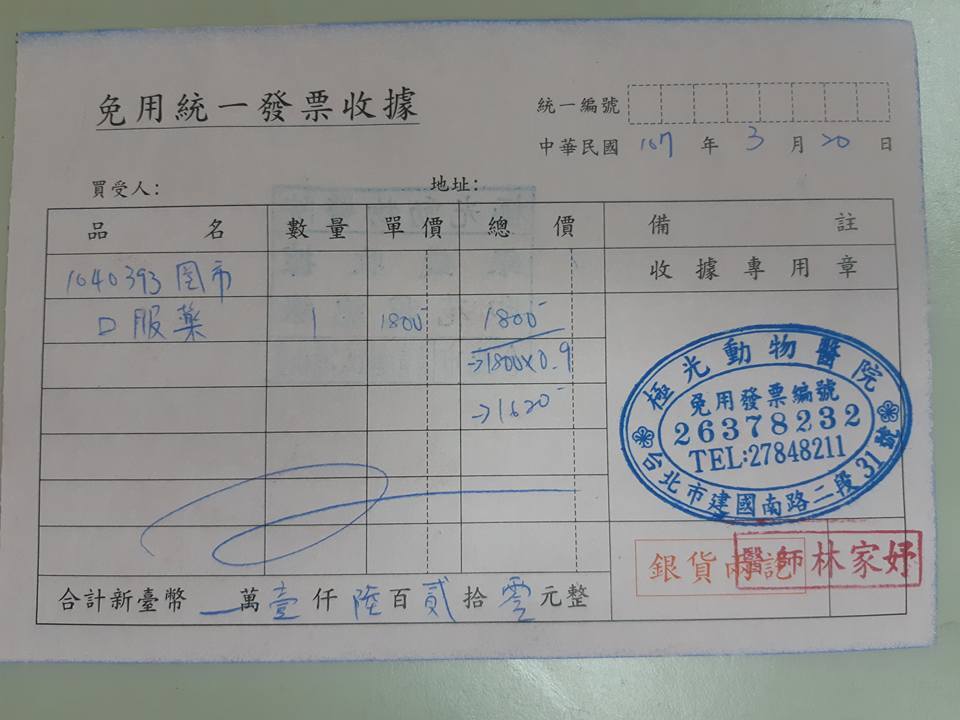 免用統一發票收據
統一編號
中華民國 107 年 3 月 20 日
買受人: 地址:
品名 數量 單價 總價 備註
收據專用章
1040393
口服藥 1 1800 1800
→1800x0.9
→1620
極光動物醫院
免用發票編號
26378232
TEL:27848211
台北市建國南路二段31號
銀貨兩訖
醫師林家妤
合計新臺幣 萬壹仟陸百貳拾零元整